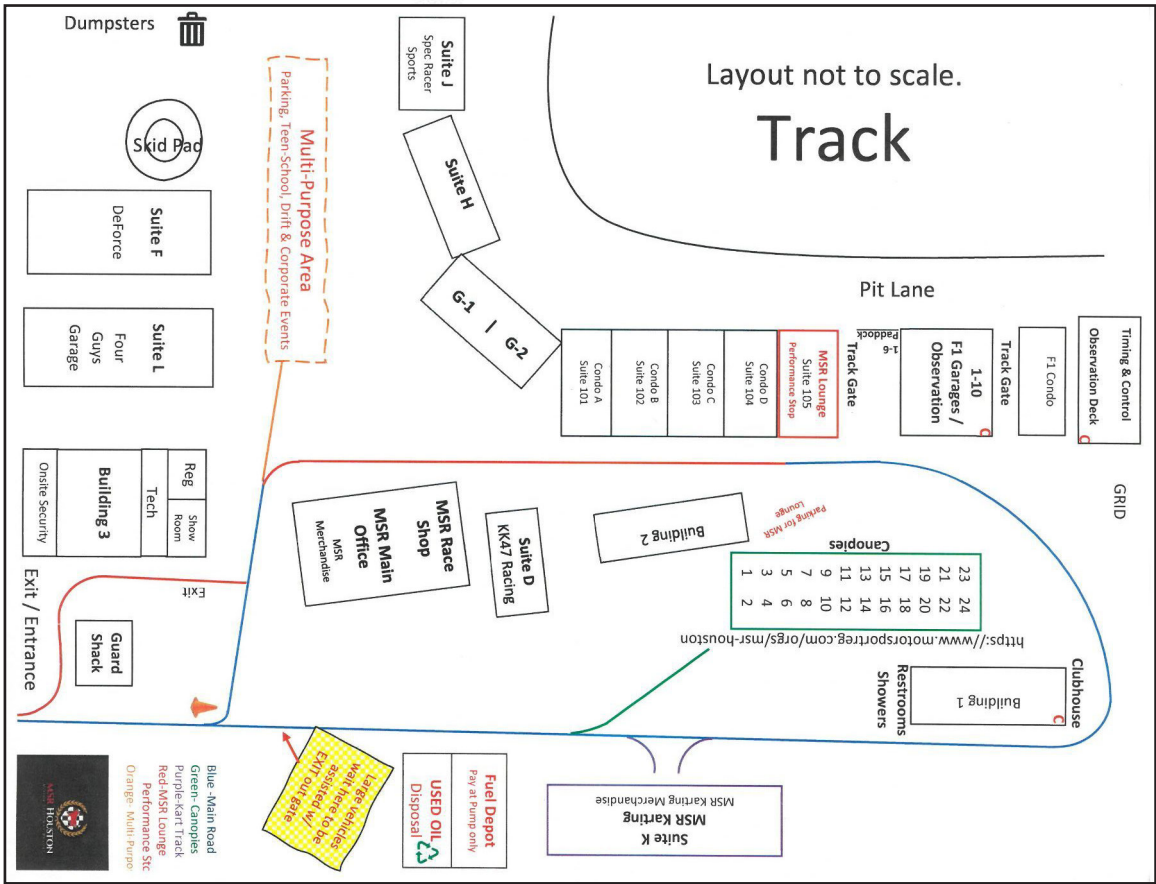 Dumpsters
Skid Pad
Suite F
DeForce
Suite L
Four
Guys
Garage
Multi-Purpose Area
Parking, Teen-School, Drift & Corporate Events
Suite J
Spec Racer
Sports
Suite H
G-1 | G-2
Layout not to scale.
Track
Pit Lane
Condo A
Suite 101
Condo B
Suite 102
Condo C
Suite 103
Condo D
Suite 104
MSR Lounge
Suite 105
Performance Stop
Track Gate
1-6
Paddock
1-10
F1 Garages /
Observation
C
Track Gate
F1 Condo
Timing & Control
Observation Deck
C
GRID
Reg
Show
Room
Tech
Building 3
Onsite Security
Exit / Entrance
Exit
Guard
Shack
MSR Race
Shop
MSR Main
Office
MSR
Merchandise
Suite D
KK47 Racing
Building 2
Parking for MSR
Lounge
Canopies
1 3 5 7 9 11 13 15 17 19 21 23
2 4 6 8 10 12 14 16 18 20 22 24
https://www.motorsportreg.com/orgs/msr-houston
Clubhouse
Building 1
C
Restrooms
Showers
Large vehicles
wait here to be
assisted w/
EXIT out gate
Fuel Depot
Pay at Pump only
USED OIL
Disposal
Suite K
MSR Karting
MSR Karting Merchandise
Blue -Main Road
Green- Canopies
Purple-Kart Track
Red-MSR Lounge
Performance Stc
Orange- Multi-Purpo
MSR HOUSTON